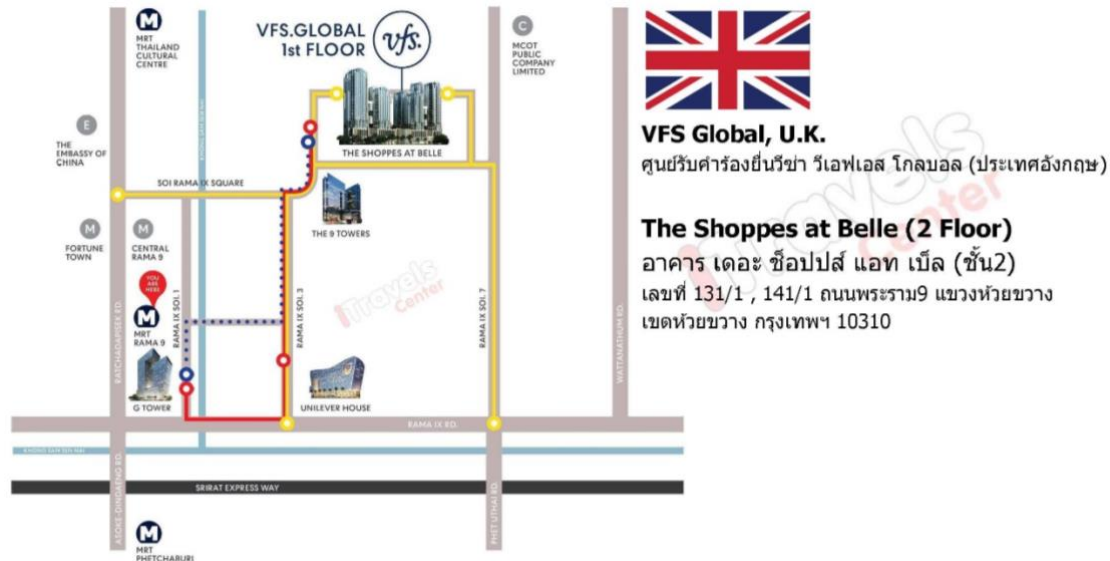 MRT
THAILAND
CULTURAL
CENTRE
VFS.GLOBAL
1st FLOOR
vfs.
C
MCOT
PUBLIC
COMPANY
LIMITED
E
THE
EMBASSY OF
CHINA
THE SHOPPES AT BELLE
SOI RAMA IX SQUARE
THE 9 TOWERS
M
FORTUNE
TOWN
M
CENTRAL
RAMA 9
YOU
ARE
HERE
M
MRT
RAMA 9
G TOWER
RATCHADAPISEK RD.
RAMA IX SOI. 1
RAMA IX SOI. 3
RAMA IX SOI. 7
WATTANATHUM RD.
UNILEVER HOUSE
RAMA IX RD.
SRIRAT EXPRESS WAY
ASOKE-DINDAENG RD.
PHET UTHAI RD.
M
MRT
PHETCHABURI
iTravels
Center
VFS Global, U.K.
ศูนย์รับคำร้องยื่นวีซ่า วีเอฟเอส โกลบอล (ประเทศอังกฤษ)
The Shoppes at Belle (2 Floor)
อาคาร เดอะ ช็อปปส์ แอท เบ็ล (ชั้น2)
เลขที่ 131/1 , 141/1 ถนนพระราม9 แขวงห้วยขวาง
เขตห้วยขวาง กรุงเทพฯ 10310
iTravels
Center